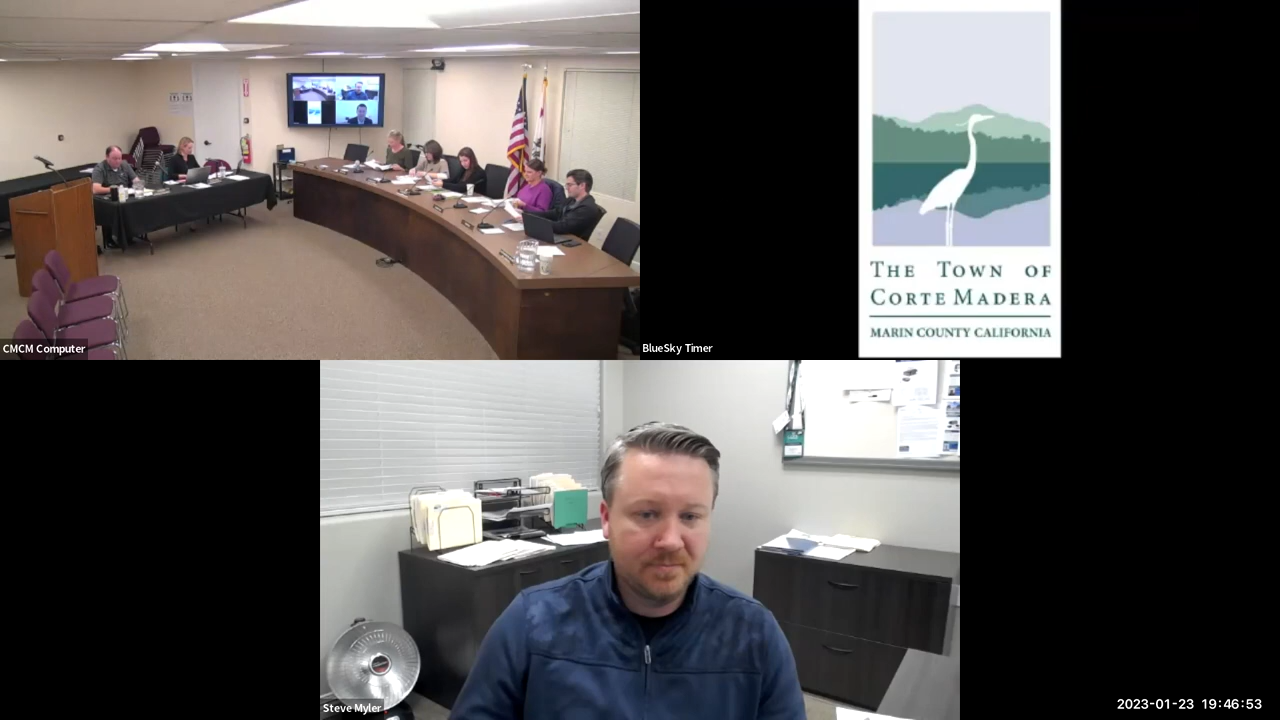 CMCM Computer
BlueSky Timer
THE TOWN OF
CORTE MADERA
MARIN COUNTY CALIFORNIA
Steve Myler
2023-01-23 19:46:53